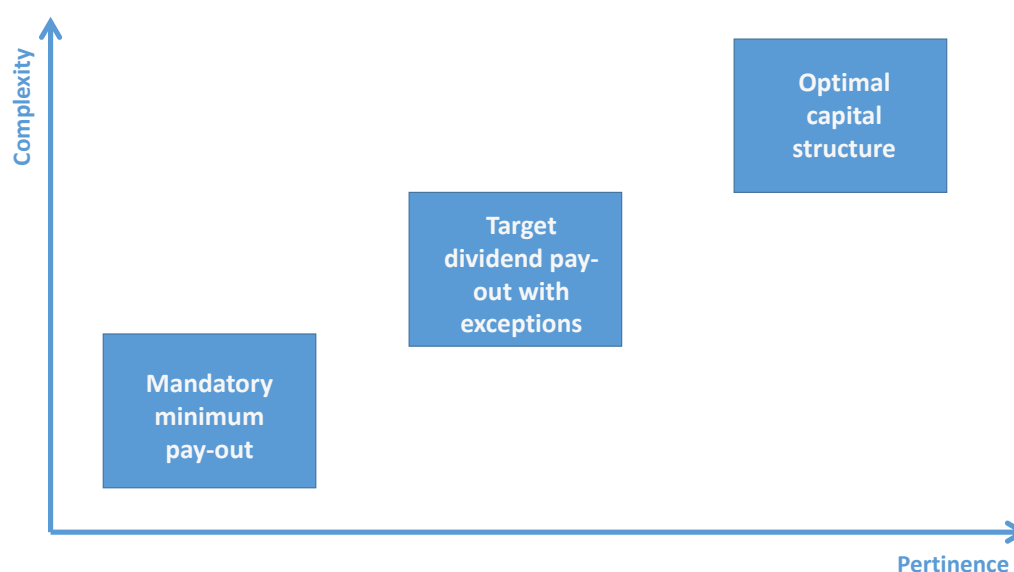 Complexity
Optimal
capital
structure
Target
dividend pay-
out with
exceptions
Mandatory
minimum
pay-out
Pertinence